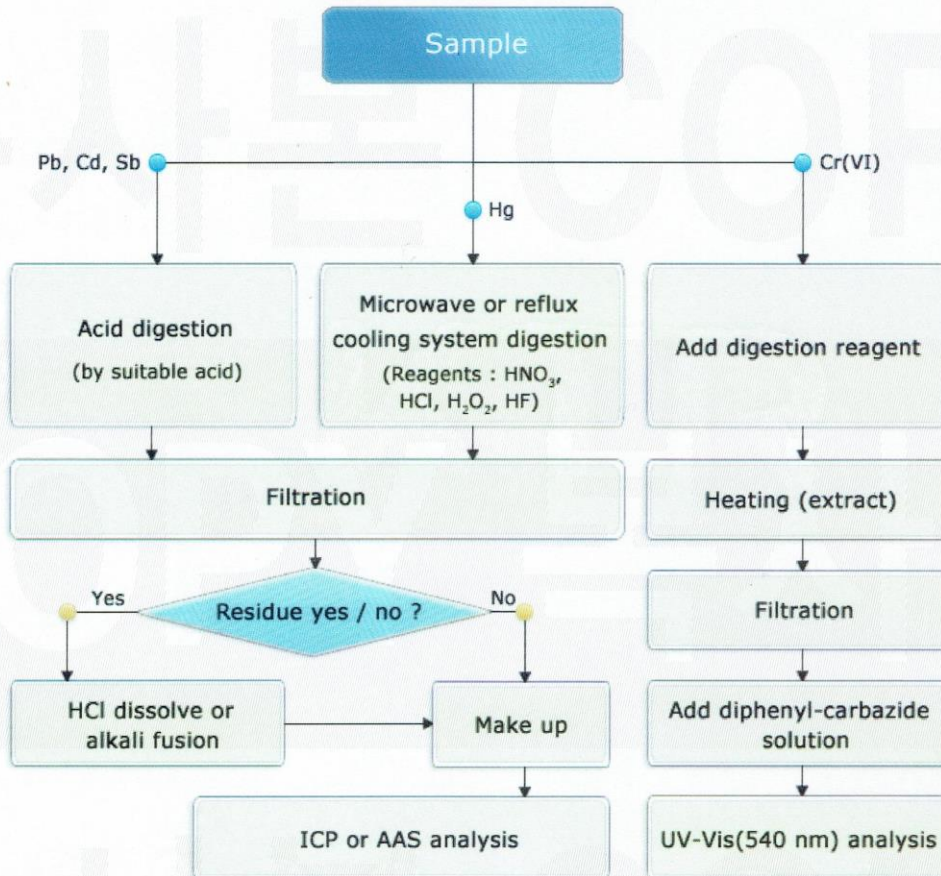 Sample
Pb, Cd, Sb
Cr(VI)
Hg
Acid digestion
(by suitable acid)
Microwave or reflux
cooling system digestion
(Reagents : HNO₃,
HCl, H₂O₂, HF)
Add digestion reagent
Filtration
Heating (extract)
Yes
Residue yes / no ?
No
Filtration
HCl dissolve or
alkali fusion
Make up
Add diphenyl-carbazide
solution
ICP or AAS analysis
UV-Vis(540 nm) analysis